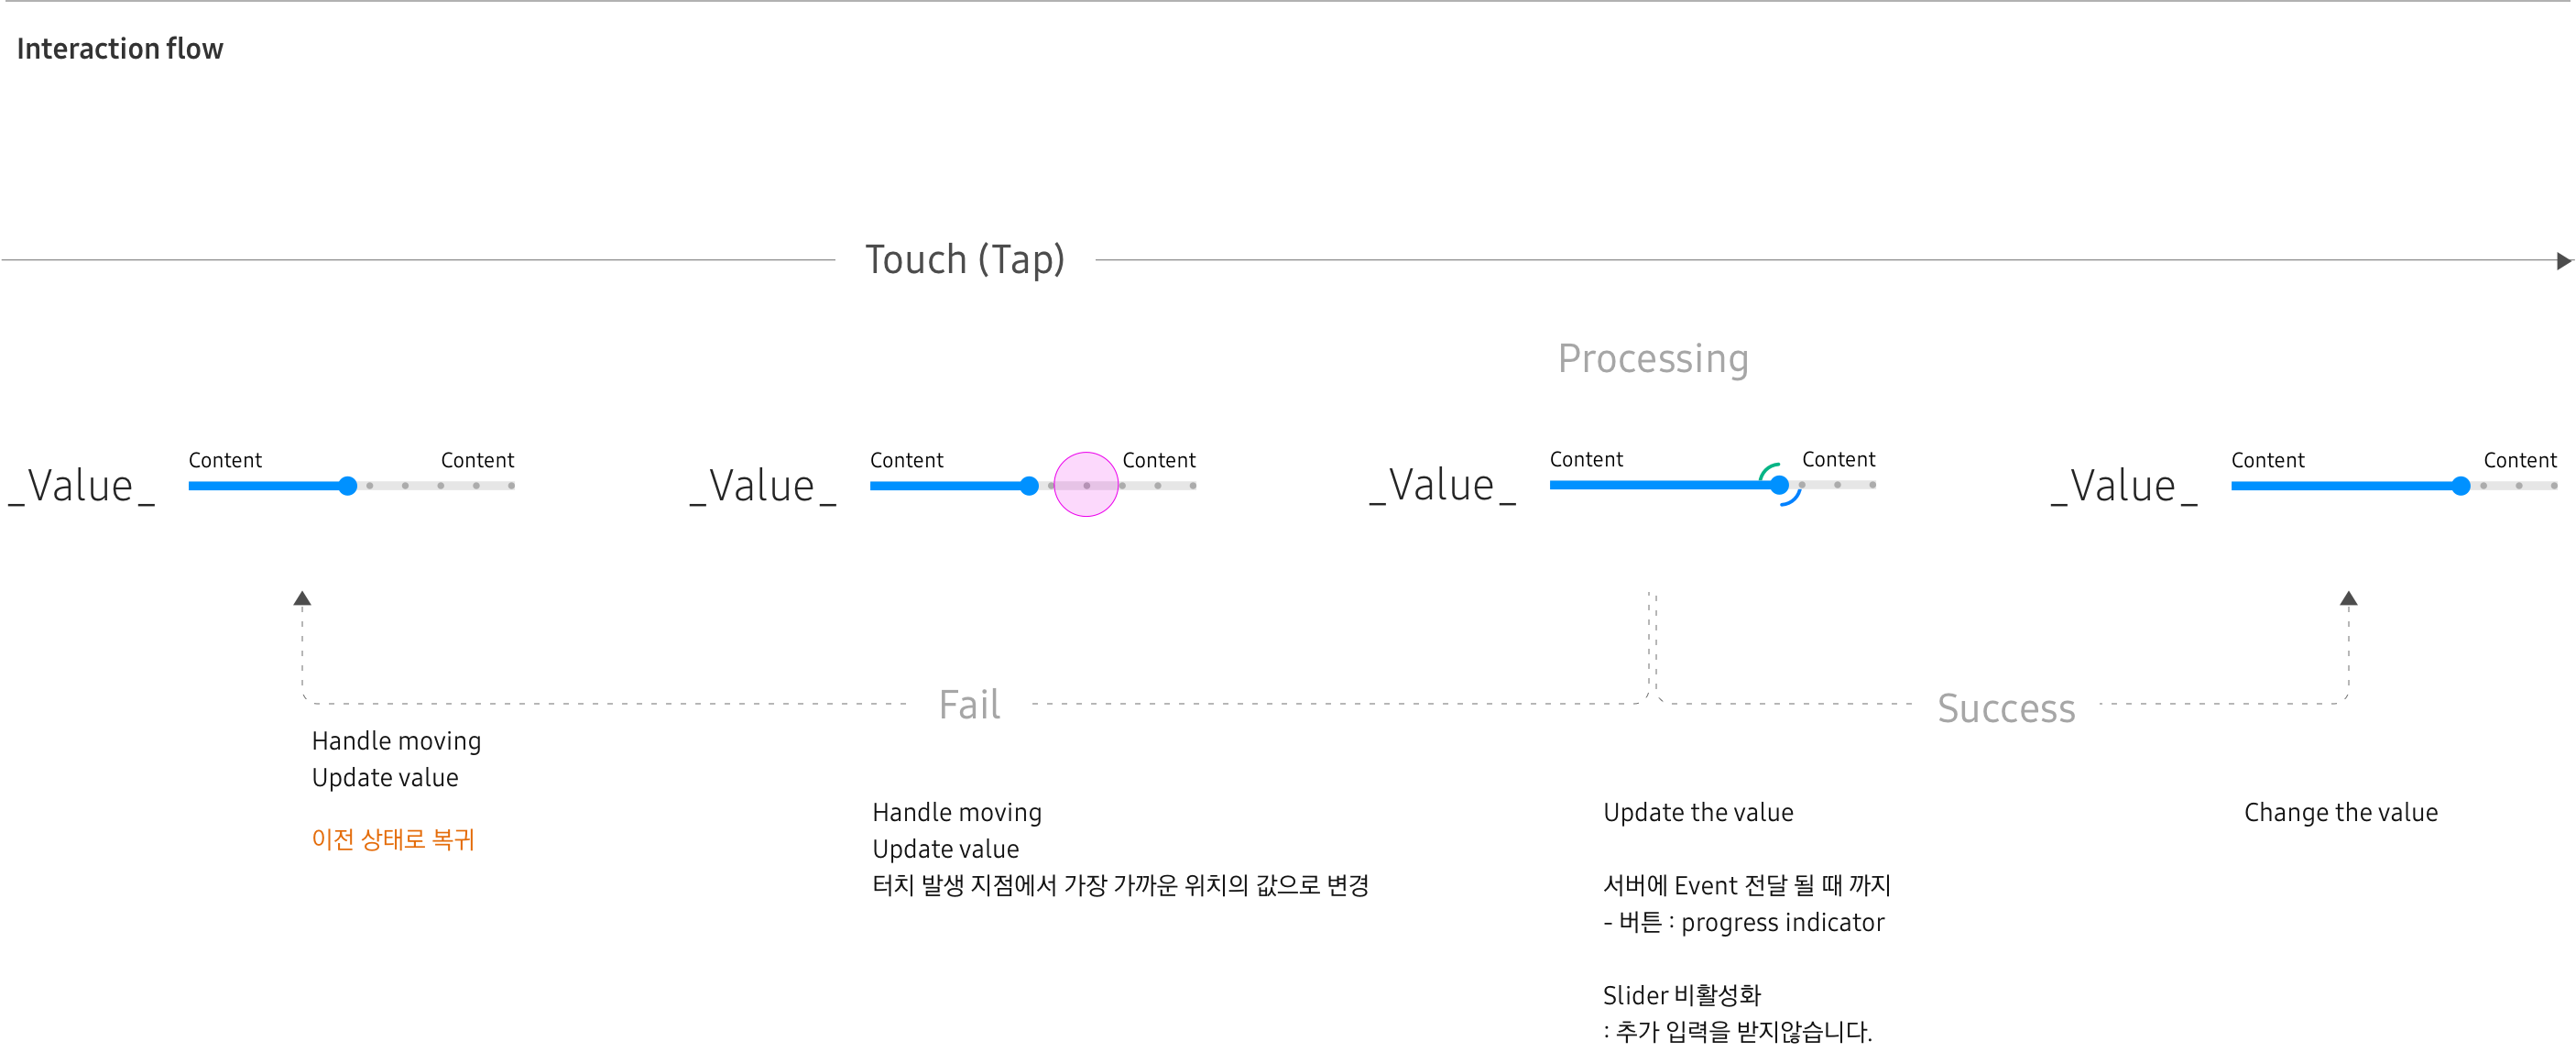 Interaction flow
Touch (Tap)
Processing
_Value_
Content
Content
_Value_
Content
Content
_Value_
Content
Content
_Value_
Content
Content
Fail
Success
Handle moving
Update value
이전 상태로 복귀
Handle moving
Update value
터치 발생 지점에서 가장 가까운 위치의 값으로 변경
Update the value
서버에 Event 전달 될 때 까지
- 버튼 : progress indicator
Slider 비활성화
: 추가 입력을 받지않습니다.
Change the value